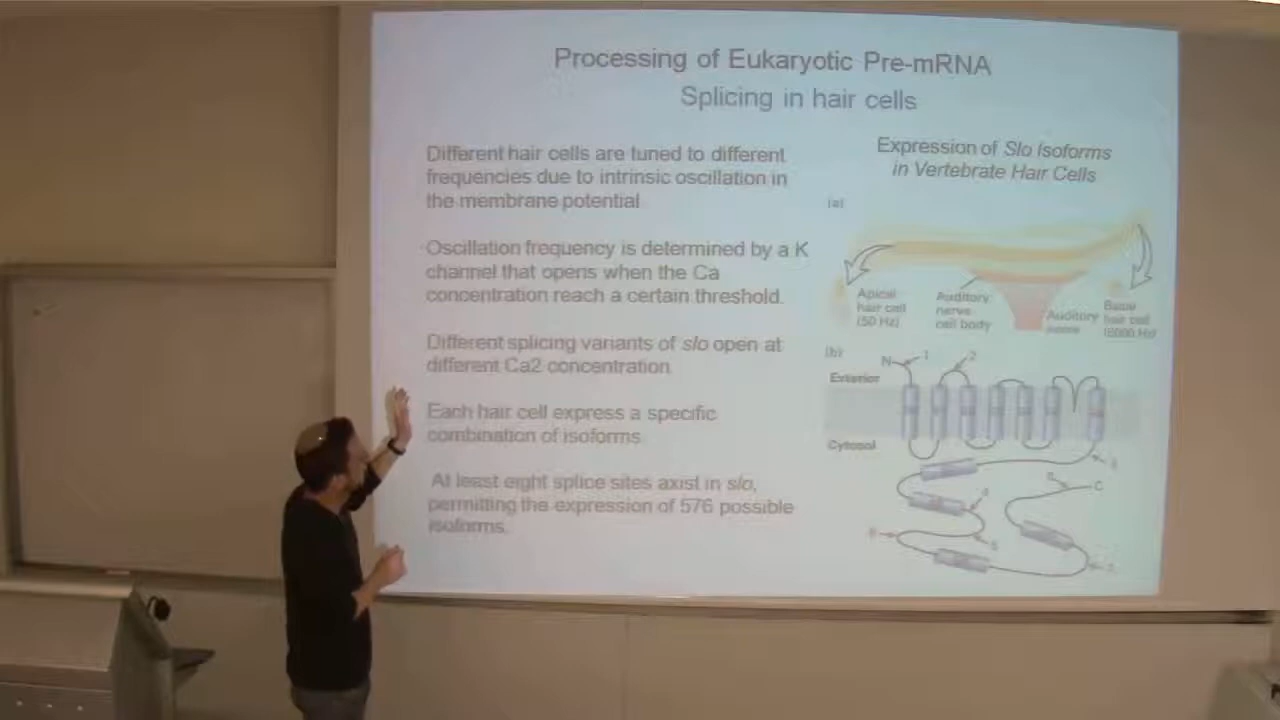 Processing of Eukaryotic Pre-mRNA
Splicing in hair cells
Different hair cells are tuned to different
frequencies due to intrinsic oscillation in
the membrane potential
Oscillation frequency is determined by a K
channel that opens when the Ca
concentration reach a certain threshold.
Different splicing variants of slo open at
different Ca2 concentration
Each hair cell express a specific
combination of isoforms
At least eight splice sites axist in slo,
permitting the expression of 576 possible
isoforms.
Expression of Slo Isoforms
in Vertebrate Hair Cells
(a)
Apical
hair cell
(50 Hz)
Auditory
nerve
cell body
Auditory
nerve
Basal
hair cell
(5000 Hz)
(b)
N
1
2
Exterior
Cytosol
C